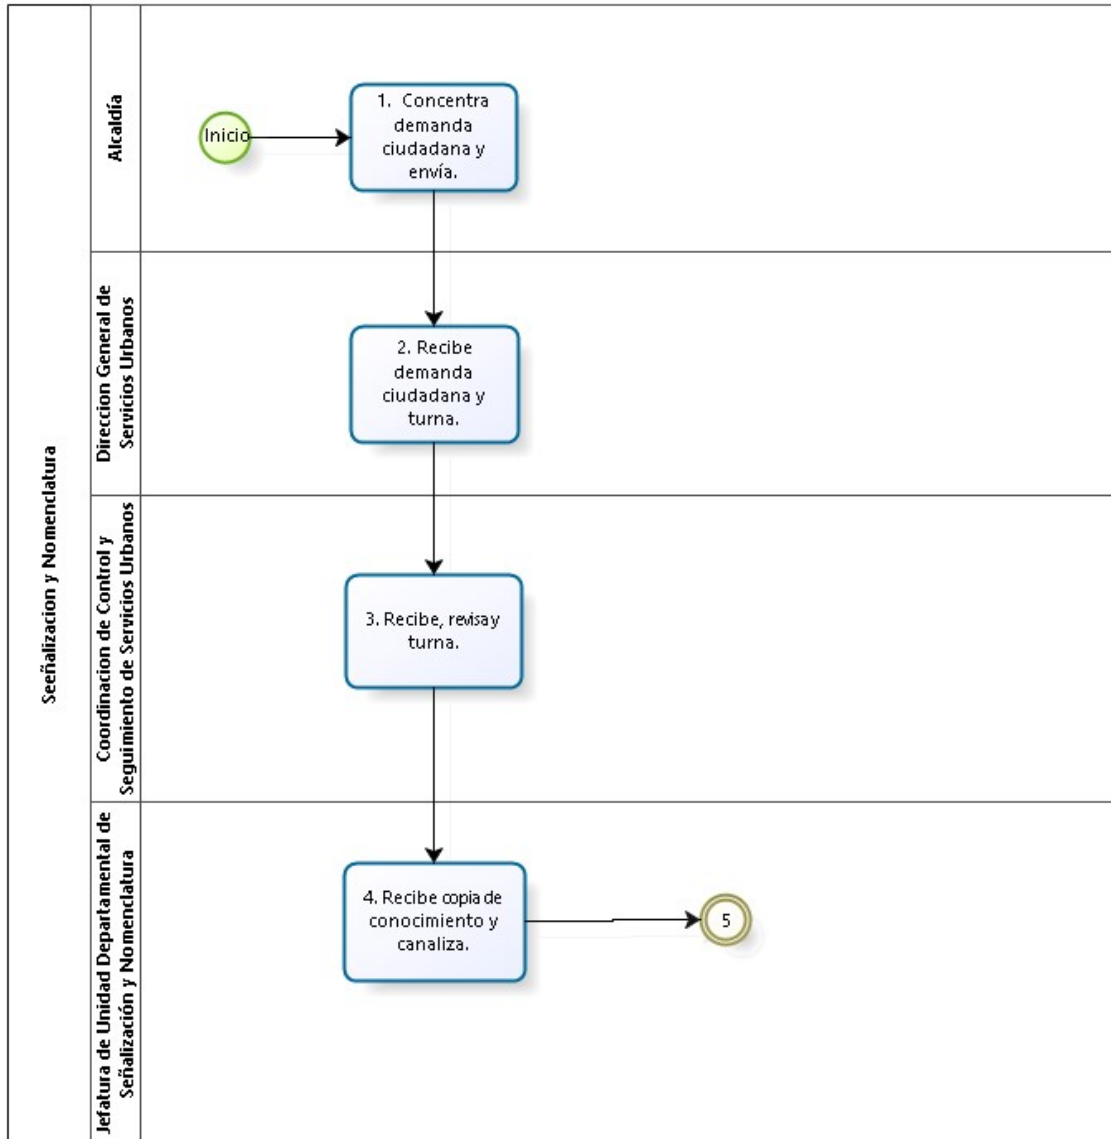 Seeñalizacion y Nomenclatura
Alcaldía
Inicio
1. Concentra
demanda
ciudadana y
envía.
Direccion General de
Servicios Urbanos
2. Recibe
demanda
ciudadana y
turna.
Coordinacion de Control y
Seguimiento de Servicios Urbanos
3. Recibe, revisa y
turna.
Jefatura de Unidad Departamental de
Señalización y Nomenclatura
4. Recibe copia de
conocimiento y
canaliza.
5